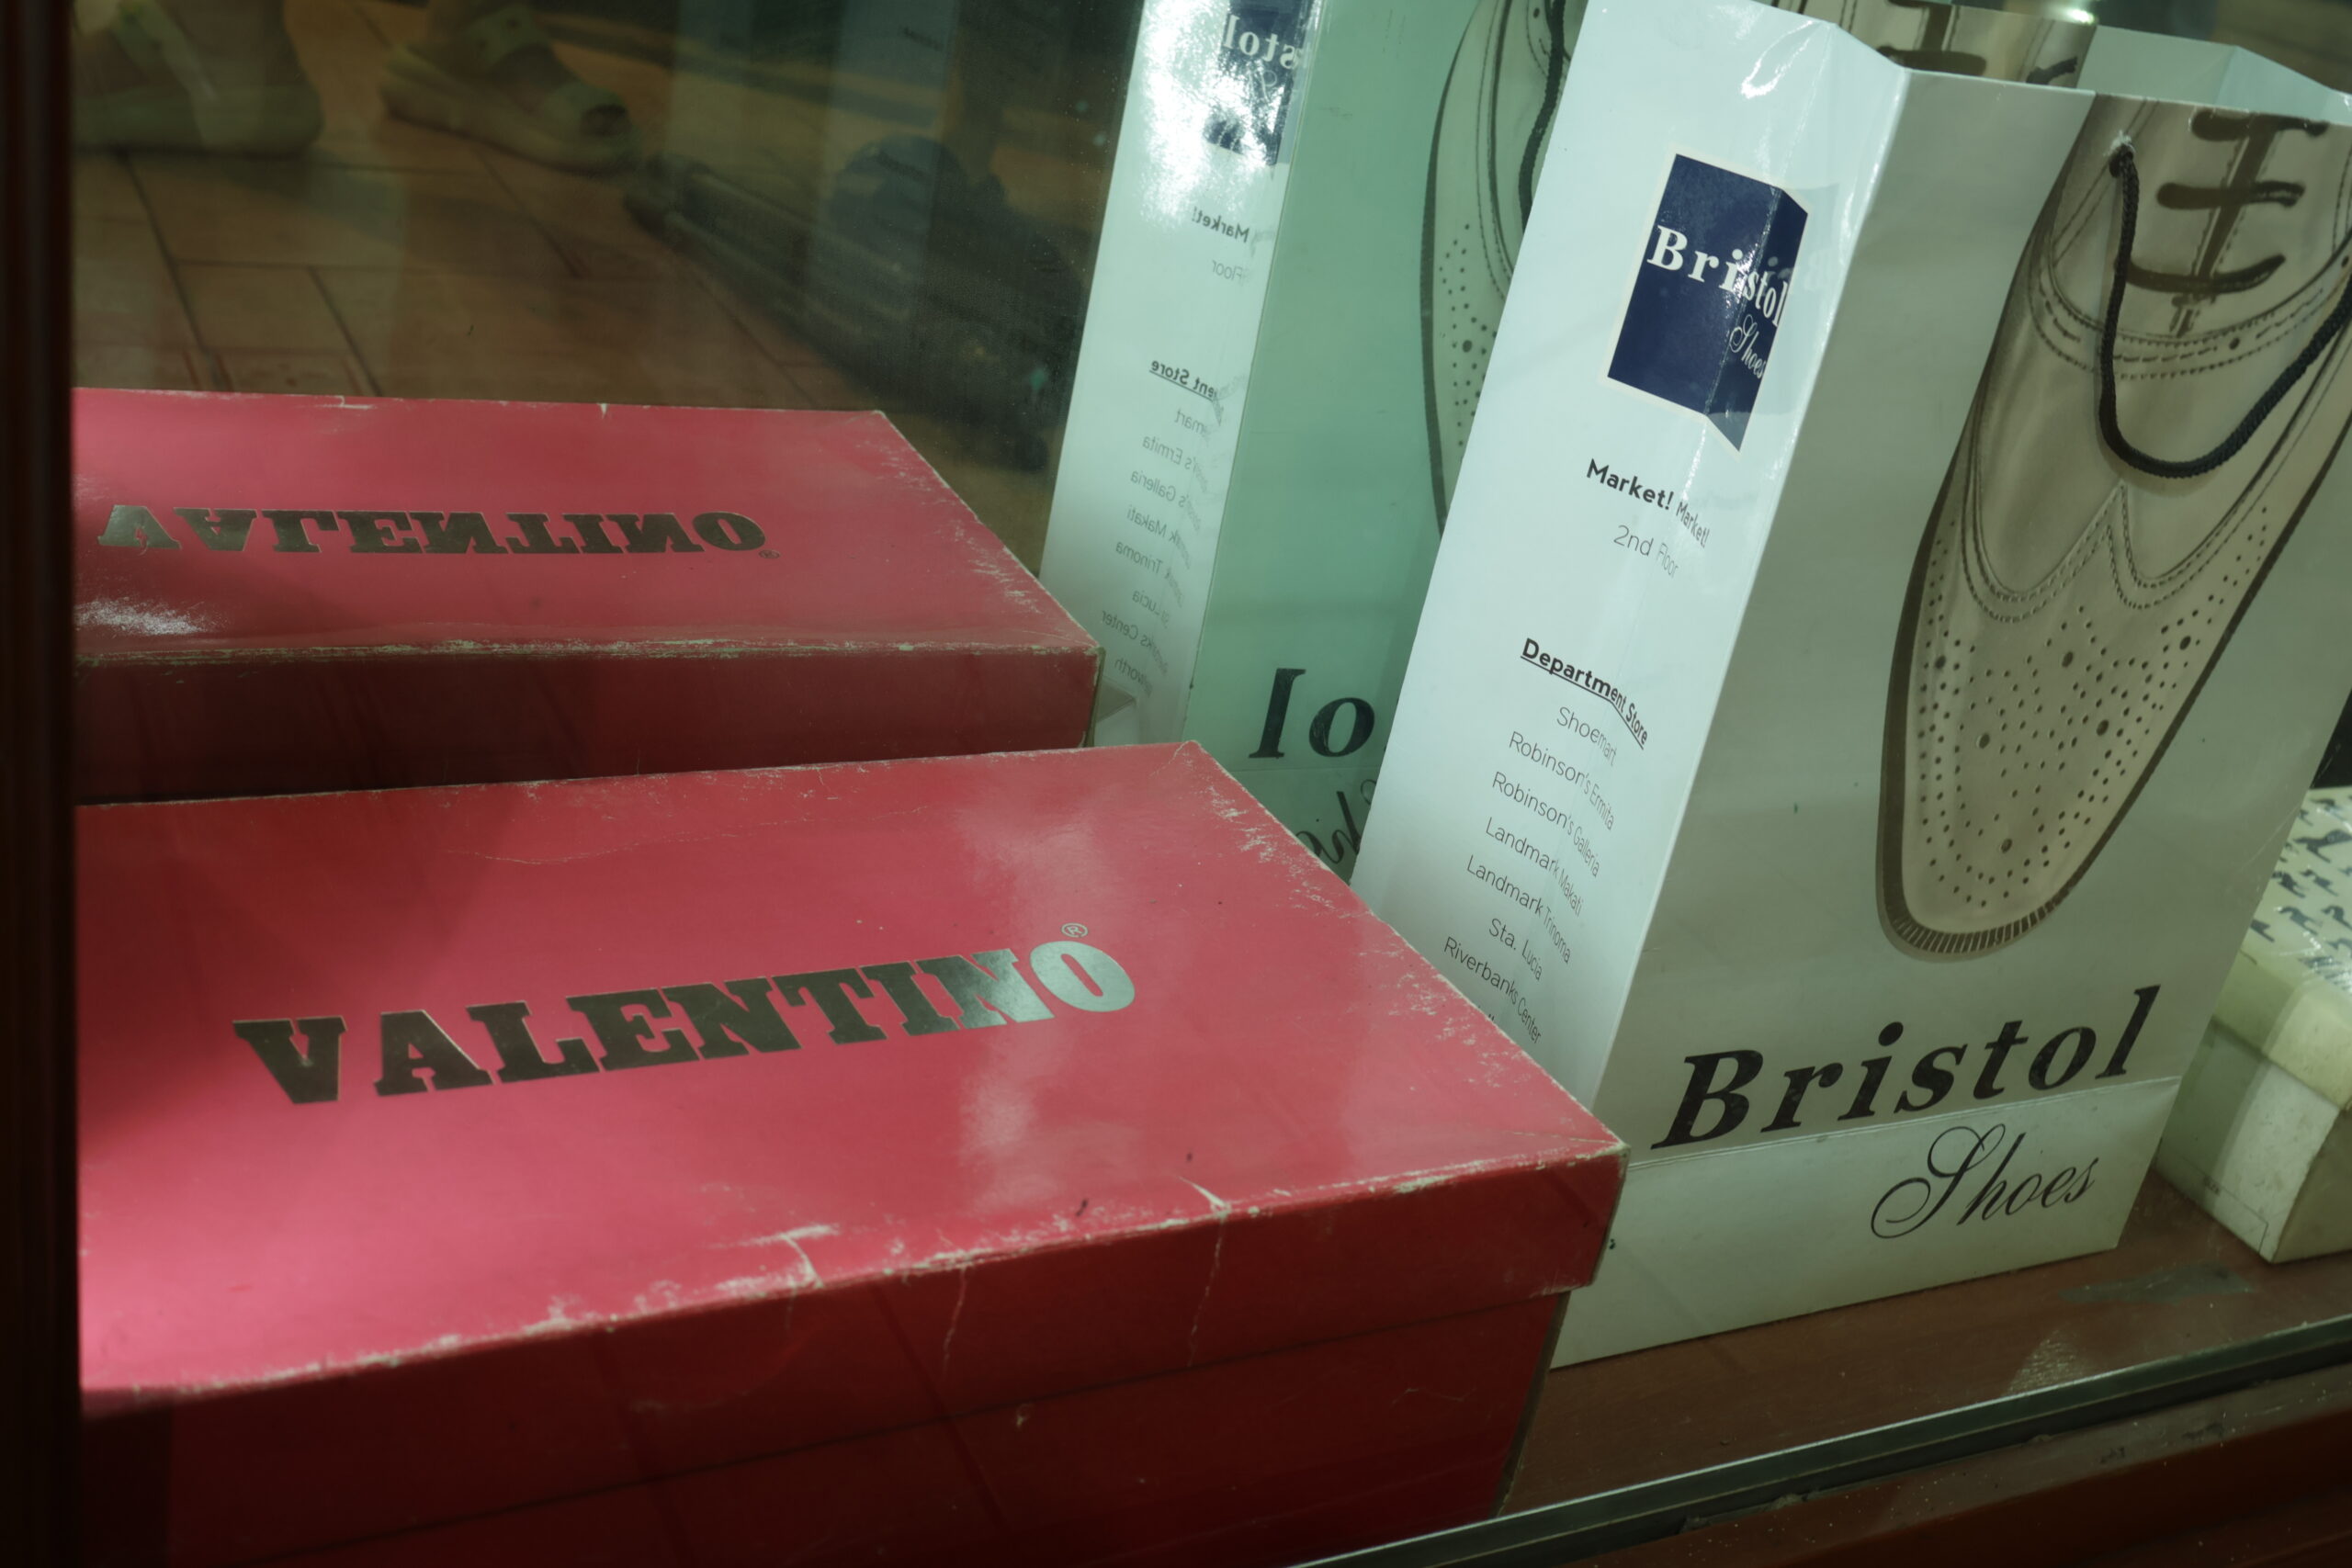 VALENTINO®
Bristol
Shoes
Market! Market!
2nd Floor
Department Store
Shoemart
Robinson's Ermita
Robinson's Galleria
Landmark Makati
Landmark Trinoma
Sta. Lucia
Riverbanks Center
Bristol
Shoes